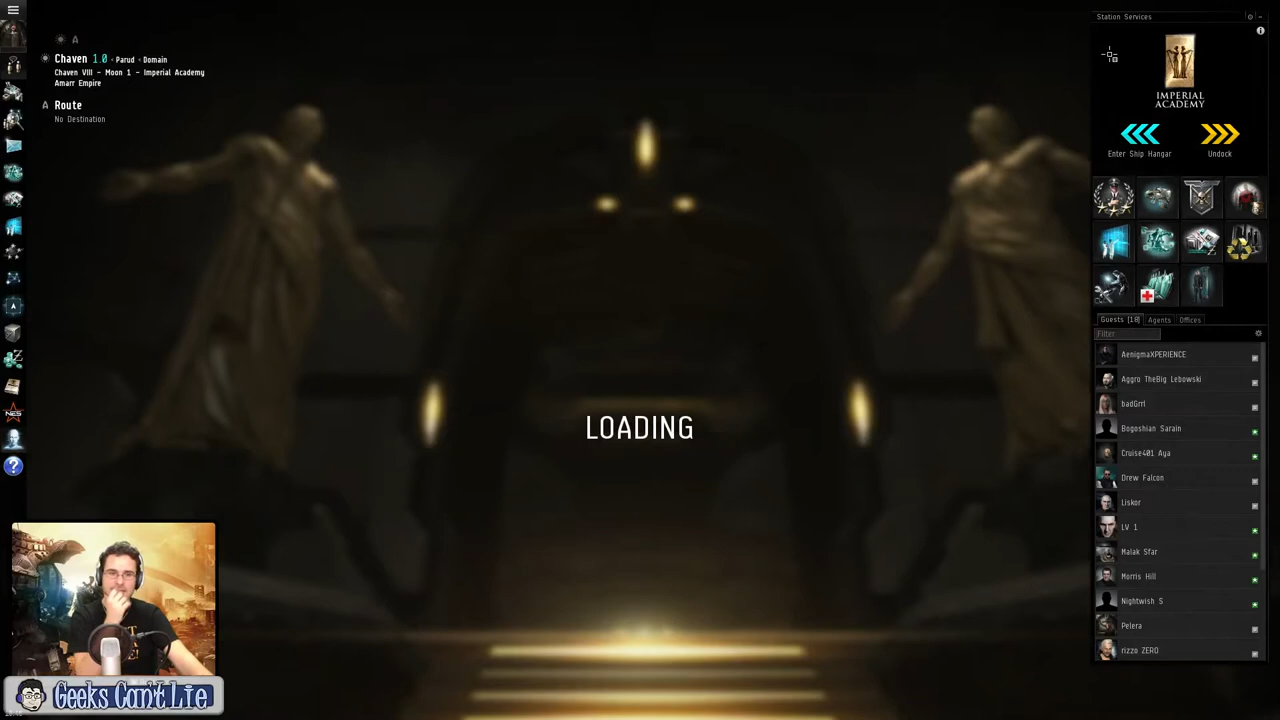 Chaven 1.0 < Parud < Domain
Chaven VIII - Moon 1 - Imperial Academy
Amarr Empire
Route
No Destination
LOADING
Station Services
IMPERIAL
ACADEMY
Enter Ship Hangar
Undock
Guests [18]
Agents
Offices
Filter
AenigmaXPERIENCE
Aggro TheBig Lebowski
badGrrl
Bogoshian Sarain
Cruise401 Aya
Drew Falcon
Liskor
LV 1
Malak Sfar
Morris Hill
Nightwish S
Pelera
rizzo ZERO
NES
Geeks Can't Lie